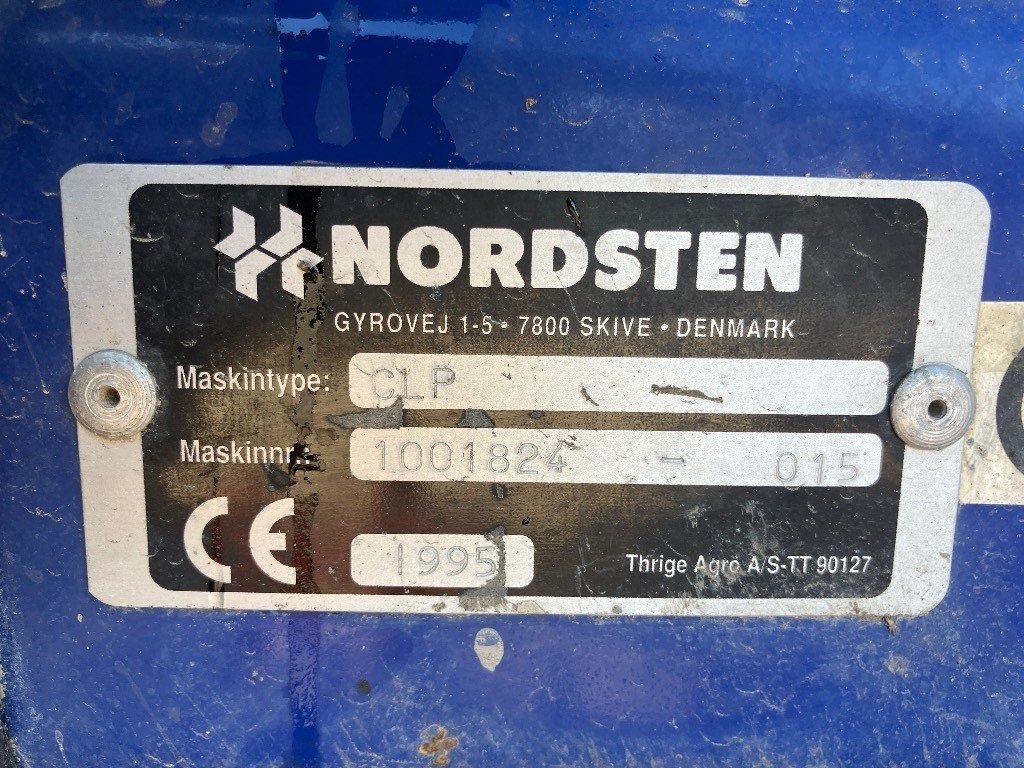 NORDSTEN
GYROVEJ 1-5 • 7800 SKIVE • DENMARK
Maskintype: CLP
Maskinnr.: 1001824 - 015
CE 1995
Thrige Agro A/S-TT 90127